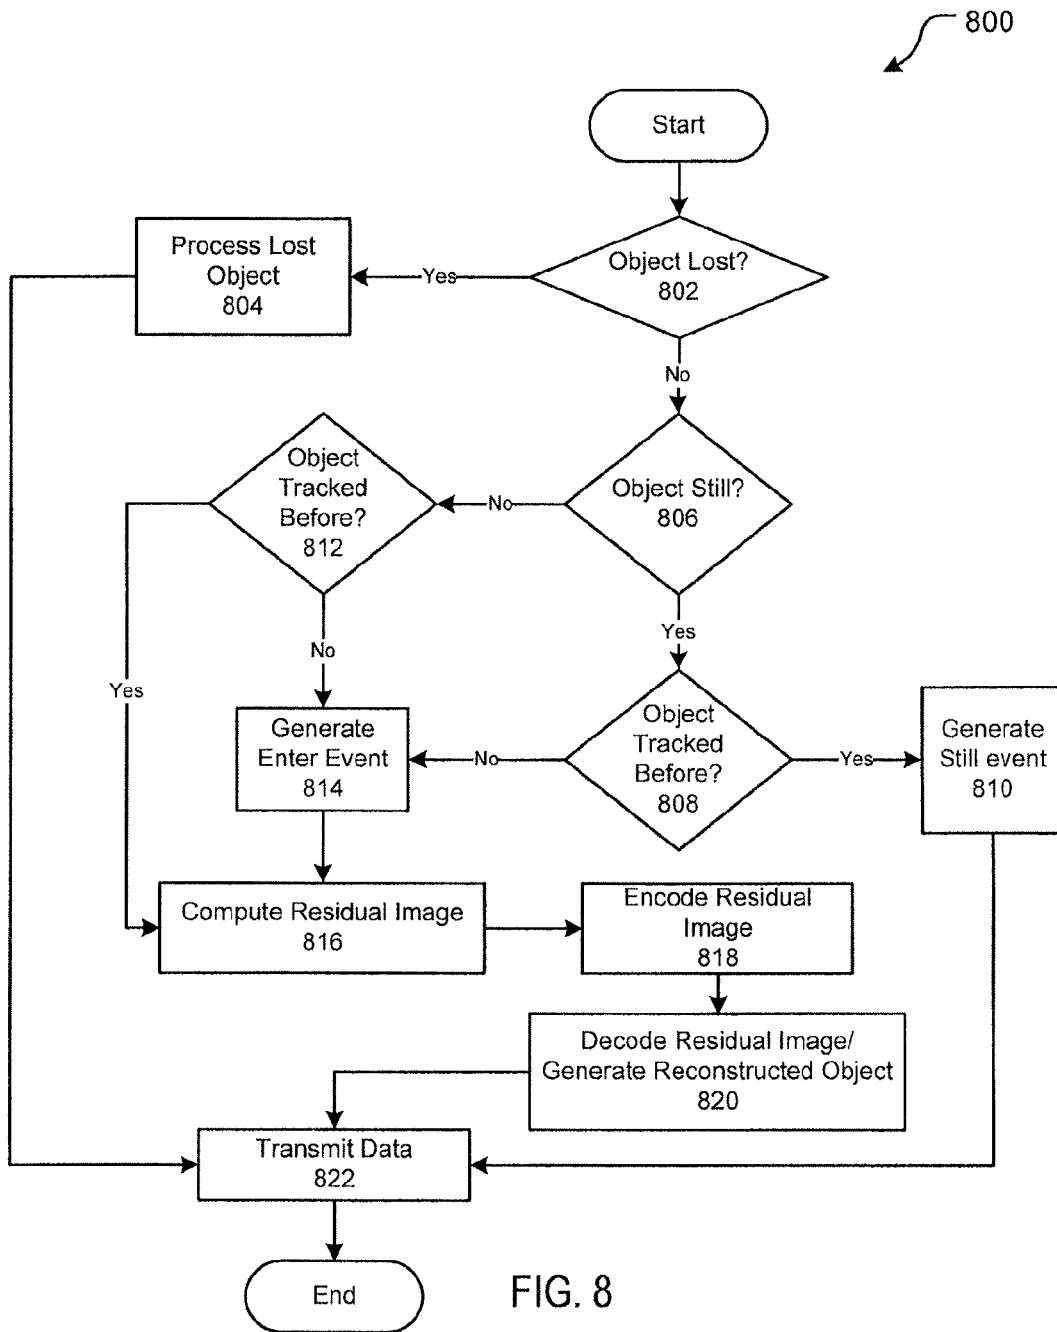 800
Start
Process Lost
Object
804
Yes
Object Lost?
802
No
Object
Tracked
Before?
812
No
Object Still?
806
No
Yes
Yes
Generate
Enter Event
814
No
Object
Tracked
Before?
808
Yes
Generate
Still event
810
Compute Residual Image
816
Encode Residual
Image
818
Decode Residual Image/
Generate Reconstructed Object
820
Transmit Data
822
End
FIG. 8